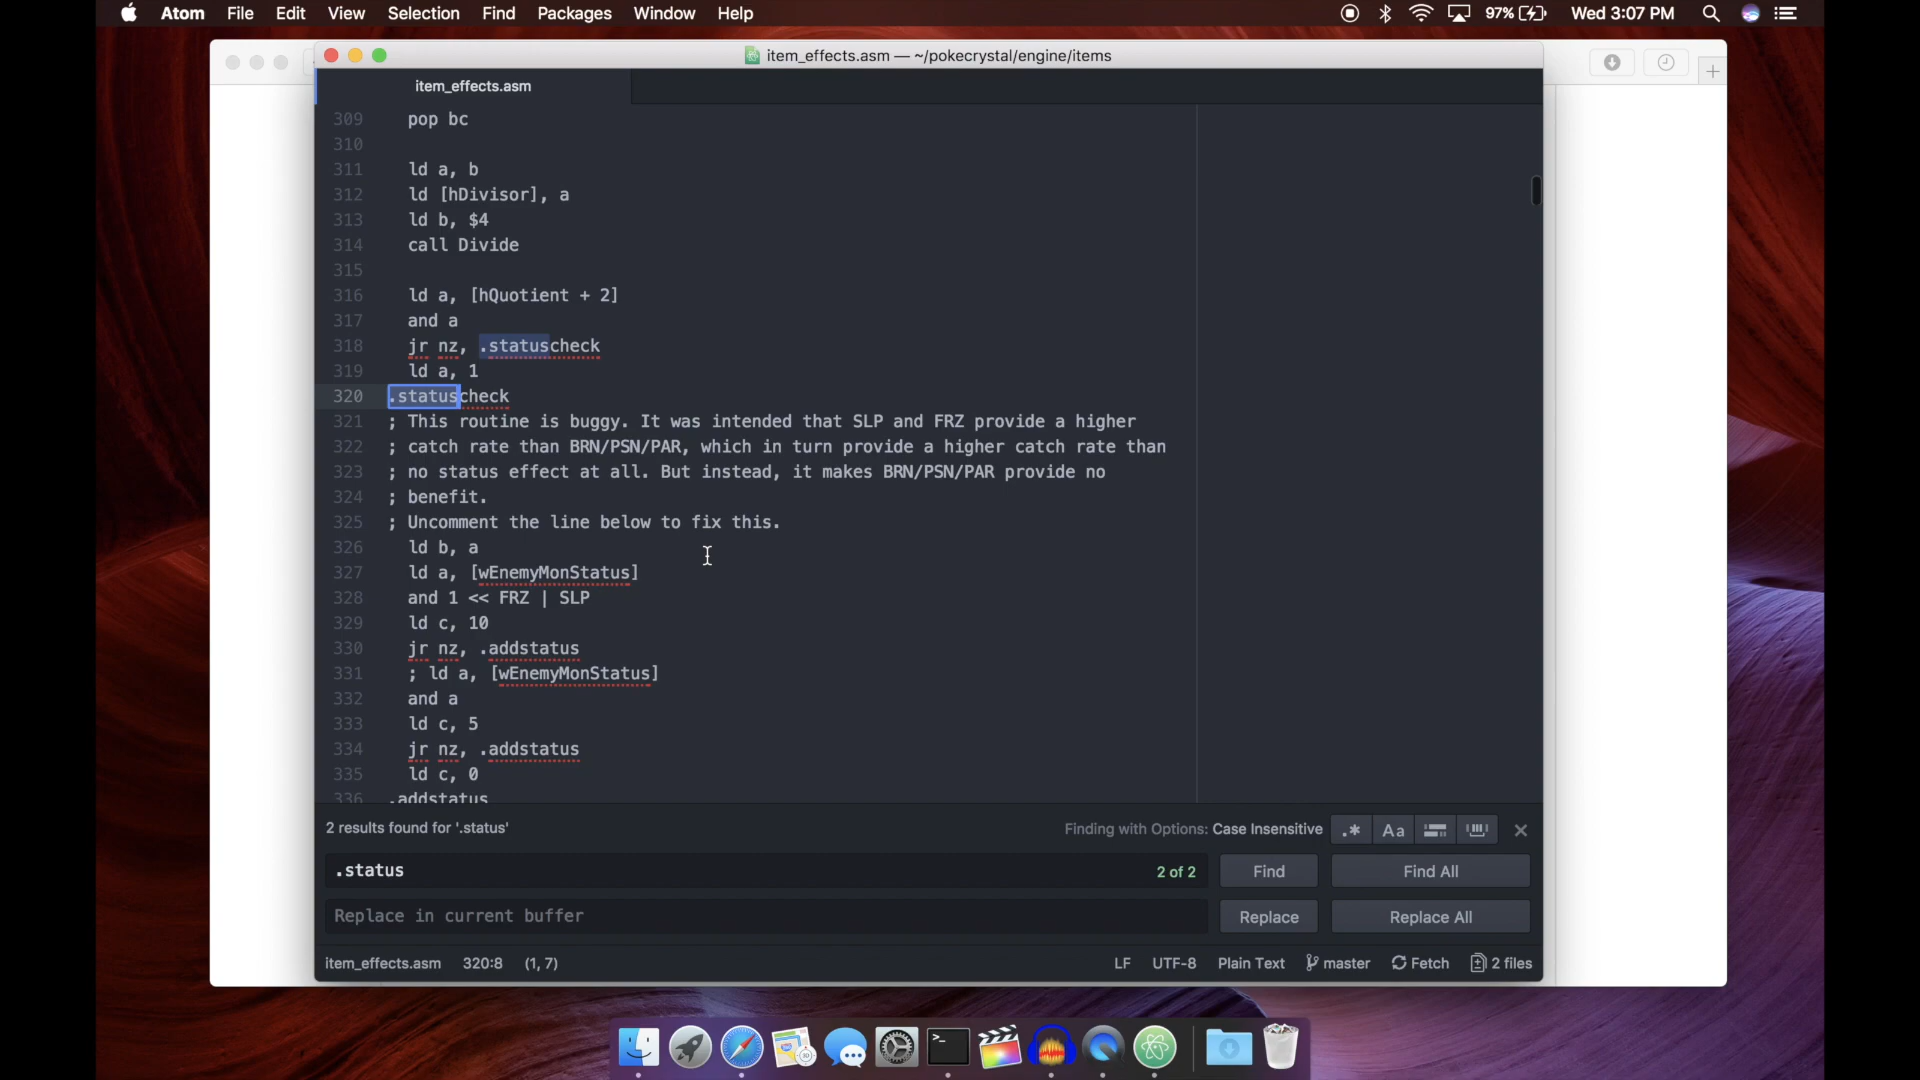 Atom File Edit View Selection Find Packages Window Help 97% Wed 3:07 PM
item_effects.asm — ~/pokecrystal/engine/items
item_effects.asm
309 pop bc
310
311 ld a, b
312 ld [hDivisor], a
313 ld b, $4
314 call Divide
315
316 ld a, [hQuotient + 2]
317 and a
318 jr nz, .statuscheck
319 ld a, 1
320 .statuscheck
321 ; This routine is buggy. It was intended that SLP and FRZ provide a higher
322 ; catch rate than BRN/PSN/PAR, which in turn provide a higher catch rate than
323 ; no status effect at all. But instead, it makes BRN/PSN/PAR provide no
324 ; benefit.
325 ; Uncomment the line below to fix this.
326 ld b, a
327 ld a, [wEnemyMonStatus]
328 and 1 << FRZ | SLP
329 ld c, 10
330 jr nz, .addstatus
331 ; ld a, [wEnemyMonStatus]
332 and a
333 ld c, 5
334 jr nz, .addstatus
335 ld c, 0
336 .addstatus
2 results found for '.status' Finding with Options: Case Insensitive .* Aa
.status 2 of 2 Find Find All
Replace in current buffer Replace Replace All
item_effects.asm 320:8 (1, 7) LF UTF-8 Plain Text master Fetch 2 files